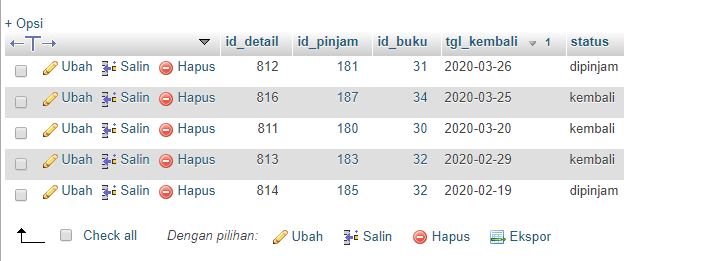 + Opsi
←T→ id_detail id_pinjam id_buku tgl_kembali 1 status
Ubah Salin Hapus 812 181 31 2020-03-26 dipinjam
Ubah Salin Hapus 816 187 34 2020-03-25 kembali
Ubah Salin Hapus 811 180 30 2020-03-20 kembali
Ubah Salin Hapus 813 183 32 2020-02-29 kembali
Ubah Salin Hapus 814 185 32 2020-02-19 dipinjam
Check all Dengan pilihan: Ubah Salin Hapus Ekspor